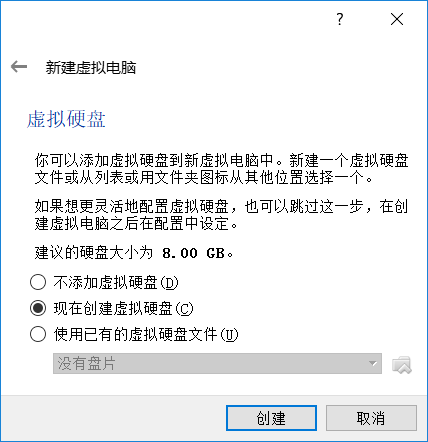 ?
新建虚拟电脑
虚拟硬盘
你可以添加虚拟硬盘到新虚拟电脑中。新建一个虚拟硬盘
文件或从列表或用文件夹图标从其他位置选择一个。
如果想更灵活地配置虚拟硬盘，也可以跳过这一步，在创
建虚拟电脑之后在配置中设定。
建议的硬盘大小为 8.00 GB。
不添加虚拟硬盘(D)
现在创建虚拟硬盘(C)
使用已有的虚拟硬盘文件(U)
没有盘片
创建
取消